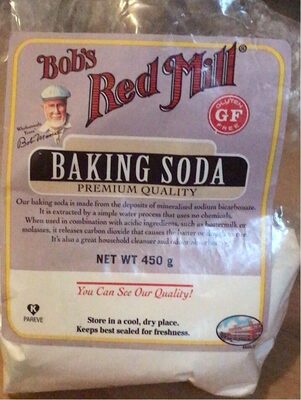 Bob's
Red Mill®
GLUTEN
GF
FREE
Wholesomely
Yours,
Bob Moore
BAKING SODA
PREMIUM QUALITY
Our baking soda is made from the deposits of mineralized sodium bicarbonate.
It is extracted by a simple water process that uses no chemicals.
When used in combination with acidic ingredients, such as buttermilk or
molasses, it releases carbon dioxide that causes the batter or dough to rise.
It's also a great household cleanser and odor absorber.
NET WT 450 g
You Can See Our Quality!
K
PAREVE
Store in a cool, dry place.
Keeps best sealed for freshness.